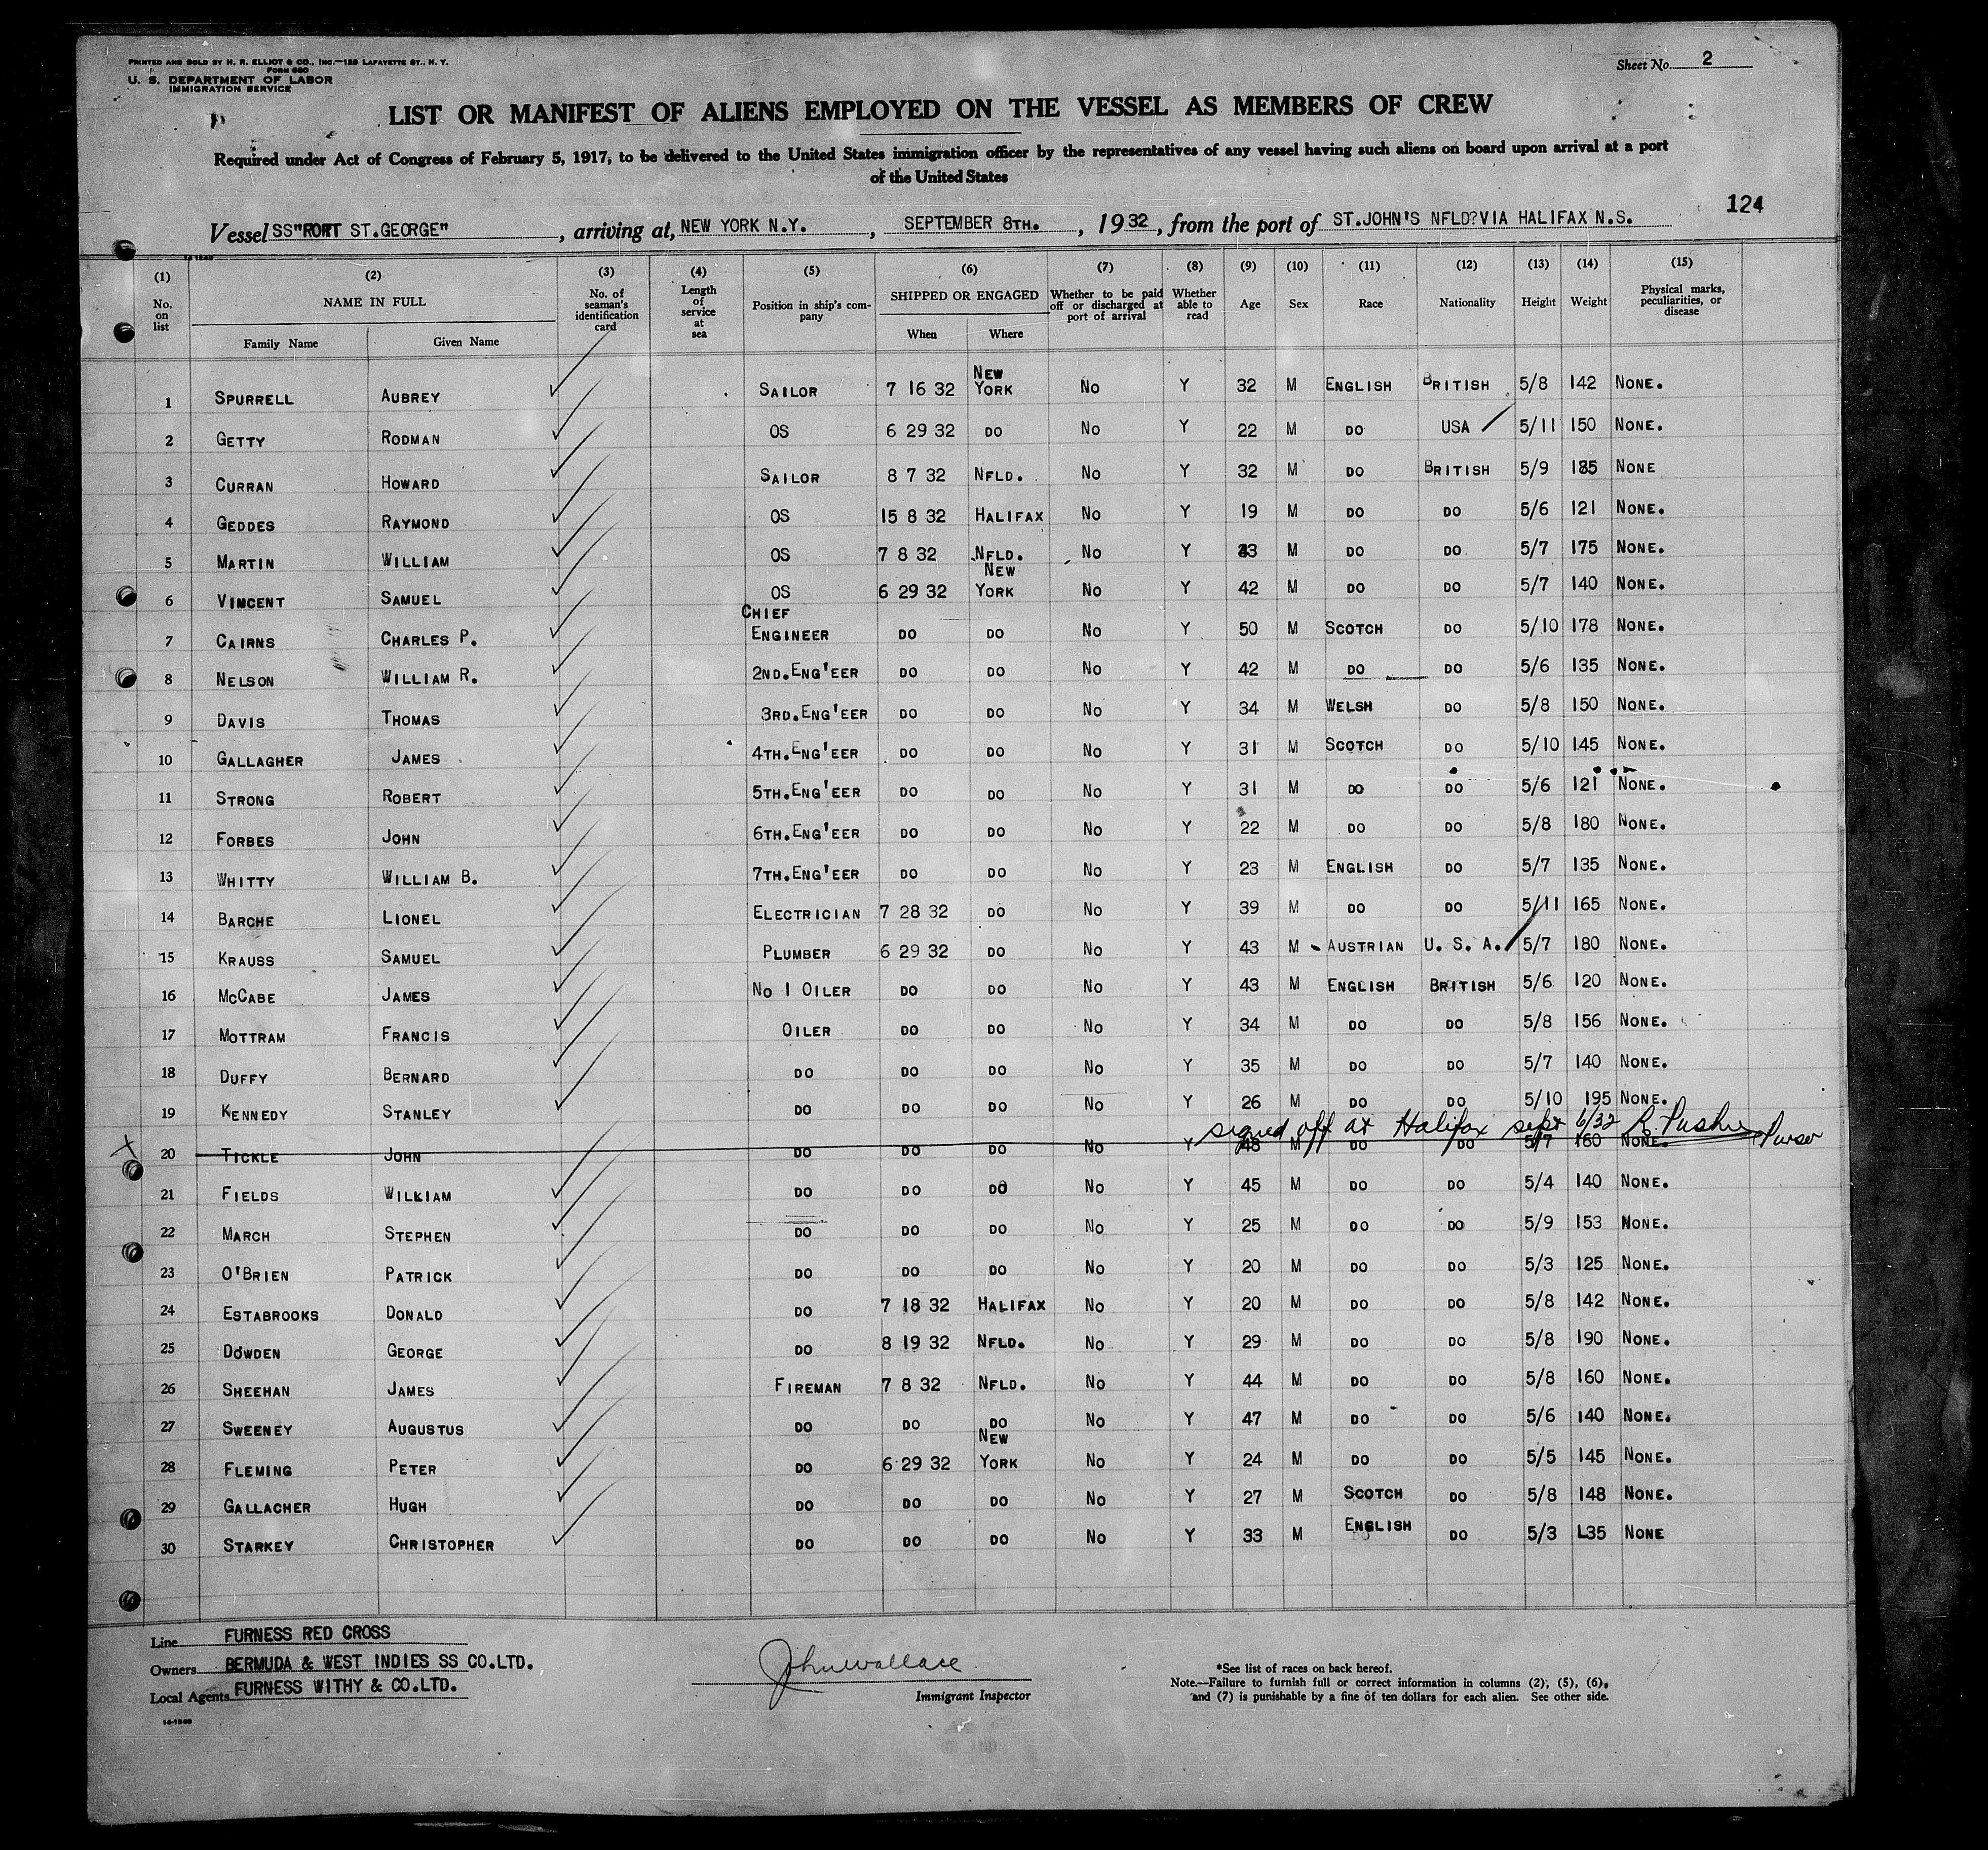 PRINTED AND SOLD BY H. R. ELLIOT & CO., INC.—129 LAFAYETTE ST., N. Y.
FORM 680
U. S. DEPARTMENT OF LABOR
IMMIGRATION SERVICE
Sheet No. 2
LIST OR MANIFEST OF ALIENS EMPLOYED ON THE VESSEL AS MEMBERS OF CREW
Required under Act of Congress of February 5, 1917, to be delivered to the United States immigration officer by the representatives of any vessel having such aliens on board upon arrival at a port
of the United States
124
Vessel SS"FORT ST.GEORGE", arriving at, NEW YORK N.Y., SEPTEMBER 8TH., 1932, from the port of ST.JOHN'S NFLD?VIA HALIFAX N.S.
14-1240
(1) No. on list (2) NAME IN FULL Family Name Given Name (3) No. of seaman's identification card (4) Length of service at sea (5) Position in ship's company (6) SHIPPED OR ENGAGED When Where (7) Whether to be paid off or discharged at port of arrival (8) Whether able to read (9) Age (10) Sex (11) Race (12) Nationality (13) Height (14) Weight (15) Physical marks, peculiarities, or disease
1 SPURRELL AUBREY SAILOR 7 16 32 NEW YORK No Y 32 M ENGLISH BRITISH 5/8 142 NONE.
2 GETTY RODMAN OS 6 29 32 DO No Y 22 M DO USA 5/11 150 NONE.
3 CURRAN HOWARD SAILOR 8 7 32 NFLD. No Y 32 M DO BRITISH 5/9 185 NONE
4 GEDDES RAYMOND OS 15 8 32 HALIFAX No Y 19 M DO DO 5/6 121 NONE.
5 MARTIN WILLIAM OS 7 8 32 NFLD. No Y M DO DO 5/7 175 NONE.
6 VINCENT SAMUEL OS 6 29 32 NEW YORK No Y 42 M DO DO 5/7 140 NONE.
7 CAIRNS CHARLES P. CHIEF ENGINEER DO DO No Y 50 M SCOTCH DO 5/10 178 NONE.
8 NELSON WILLIAM R. 2ND.ENG'EER DO DO No Y 42 M DO DO 5/6 135 NONE.
9 DAVIS THOMAS 3RD.ENG'EER DO DO No Y 34 M WELSH DO 5/8 150 NONE.
10 GALLAGHER JAMES 4TH.ENG'EER DO DO No Y 31 M SCOTCH DO 5/10 145 NONE.
11 STRONG ROBERT 5TH.ENG'EER DO DO No Y 31 M DO DO 5/6 121 NONE.
12 FORBES JOHN 6TH.ENG'EER DO DO No Y 22 M DO DO 5/8 180 NONE.
13 WHITTY WILLIAM B. 7TH.ENG'EER DO DO No Y 23 M ENGLISH DO 5/7 135 NONE.
14 BARCHE LIONEL ELECTRICIAN 7 28 32 DO No Y 39 M DO DO 5/11 165 NONE.
15 KRAUSS SAMUEL PLUMBER 6 29 32 DO No Y 43 M AUSTRIAN U. S. A. 5/7 180 NONE.
16 McCABE JAMES No 1 OILER DO DO No Y 43 M ENGLISH BRITISH 5/6 120 NONE.
17 MOTTRAM FRANCIS OILER DO DO No Y 34 M DO DO 5/8 156 NONE.
18 DUFFY BERNARD DO DO DO No Y 35 M DO DO 5/7 140 NONE.
19 KENNEDY STANLEY DO DO DO No Y 26 M DO DO 5/10 195 NONE.
signed off at Halifax sept 6/32 Purser
X 20 TICKLE JOHN DO DO DO No Y 48 M DO DO 5/7 160 NONE.
21 FIELDS WILLIAM DO DO DO No Y 45 M DO DO 5/4 140 NONE.
22 MARCH STEPHEN DO DO DO No Y 25 M DO DO 5/9 153 NONE.
23 O'BRIEN PATRICK DO DO DO No Y 20 M DO DO 5/3 125 NONE.
24 ESTABROOKS DONALD DO 7 18 32 HALIFAX No Y 20 M DO DO 5/8 142 NONE.
25 DOWDEN GEORGE DO 8 19 32 NFLD. No Y 29 M DO DO 5/8 190 NONE.
26 SHEEHAN JAMES FIREMAN 7 8 32 NFLD. No Y 44 M DO DO 5/8 160 NONE.
27 SWEENEY AUGUSTUS DO DO DO No Y 47 M DO DO 5/6 140 NONE.
28 FLEMING PETER DO 6 29 32 NEW YORK No Y 24 M DO DO 5/5 145 NONE.
29 GALLACHER HUGH DO DO DO No Y 27 M SCOTCH DO 5/8 148 NONE.
30 STARKEY CHRISTOPHER DO DO DO No Y 33 M ENGLISH DO 5/3 L35 NONE
Line FURNESS RED CROSS
Owners BERMUDA & WEST INDIES SS CO.LTD.
Local Agents FURNESS WITHY & CO.LTD.
14-1240
John Wallace
Immigrant Inspector
*See list of races on back hereof.
Note.—Failure to furnish full or correct information in columns (2), (5), (6), and (7) is punishable by a fine of ten dollars for each alien. See other side.